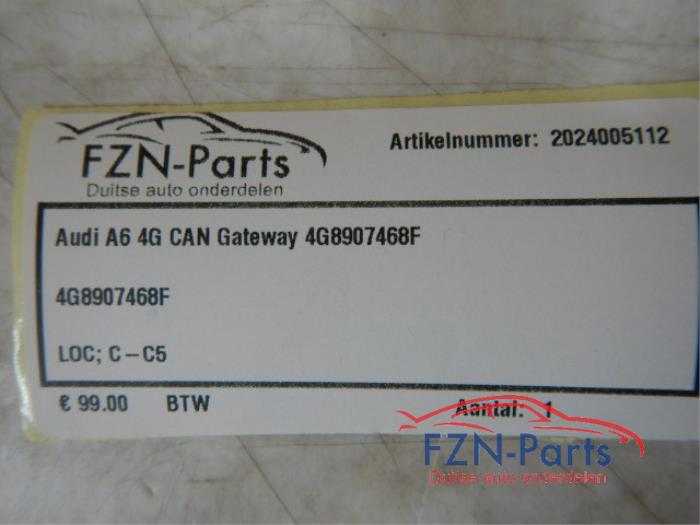 FZN-Parts
Duitse auto onderdelen
Artikelnummer: 2024005112
Audi A6 4G CAN Gateway 4G8907468F
4G8907468F
LOC; C-C5
€ 99.00 BTW Aantal: 1
FZN-Parts
Duitse auto onderdelen